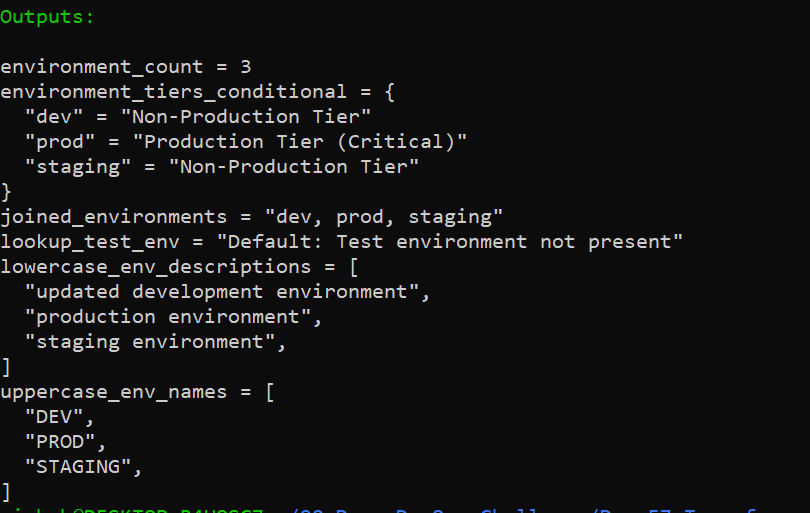 Outputs:
environment_count = 3
environment_tiers_conditional = {
  "dev" = "Non-Production Tier"
  "prod" = "Production Tier (Critical)"
  "staging" = "Non-Production Tier"
}
joined_environments = "dev, prod, staging"
lookup_test_env = "Default: Test environment not present"
lowercase_env_descriptions = [
  "updated development environment",
  "production environment",
  "staging environment",
]
uppercase_env_names = [
  "DEV",
  "PROD",
  "STAGING",
]